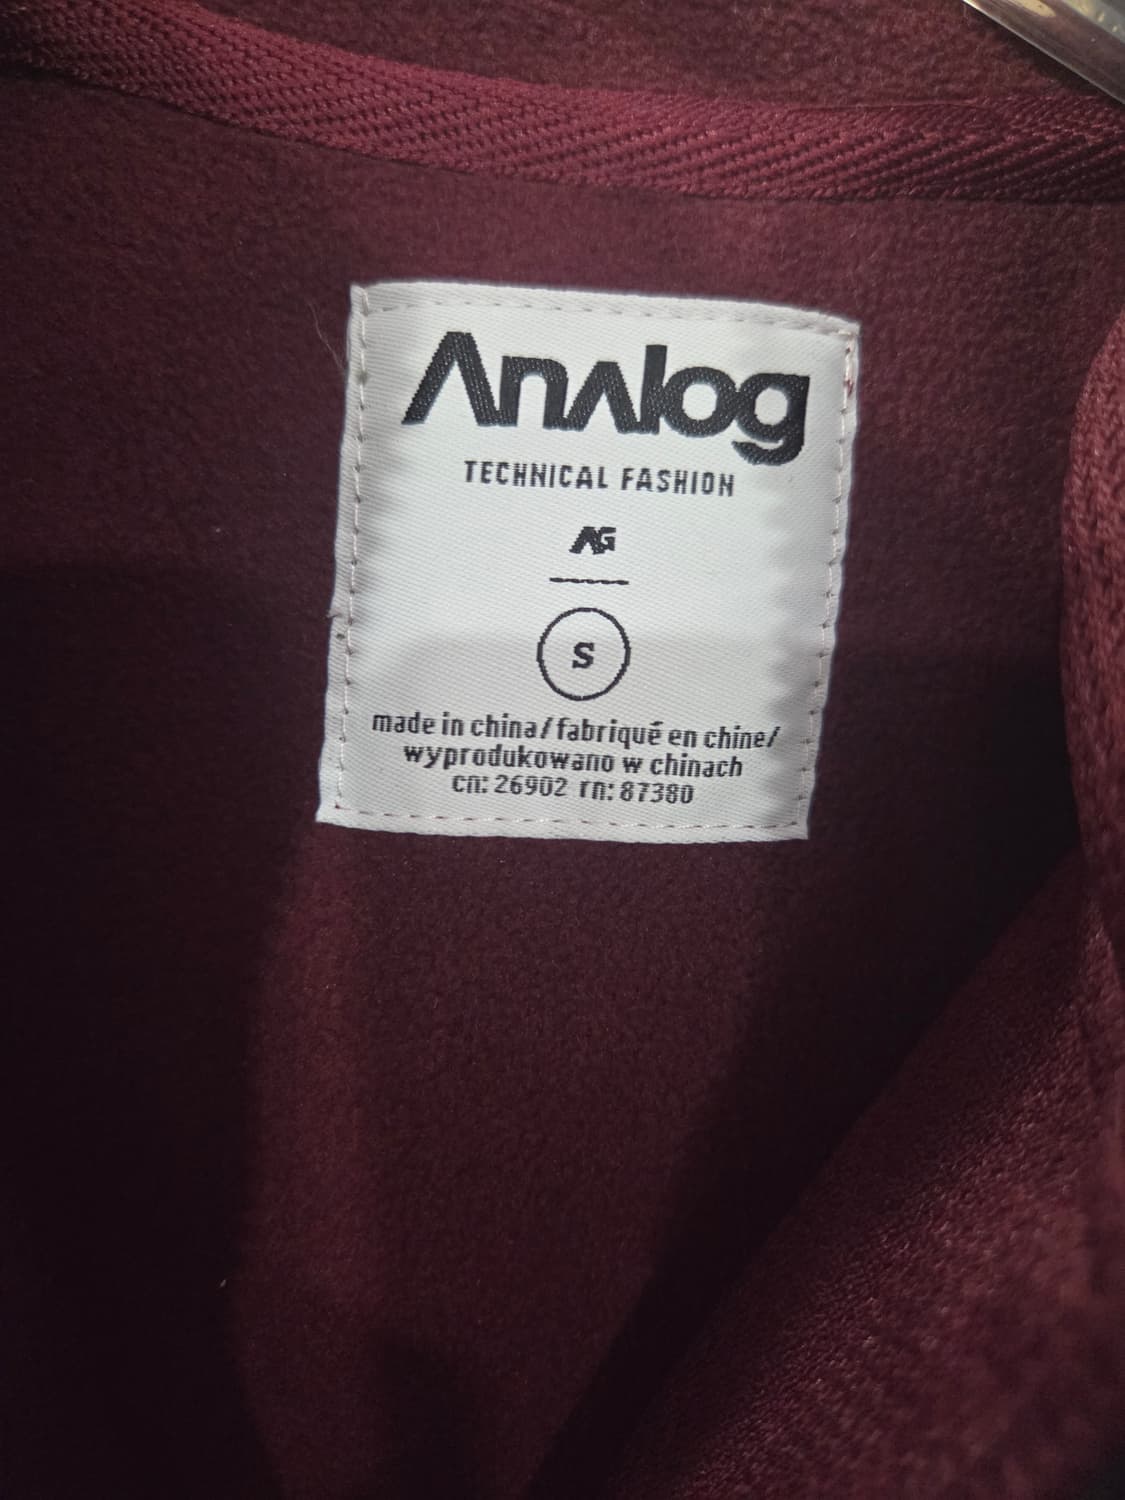 Analog
TECHNICAL FASHION
AG
S
made in china/fabriqué en chine/
wyprodukowano w chinach
cn: 26902 rn: 87380